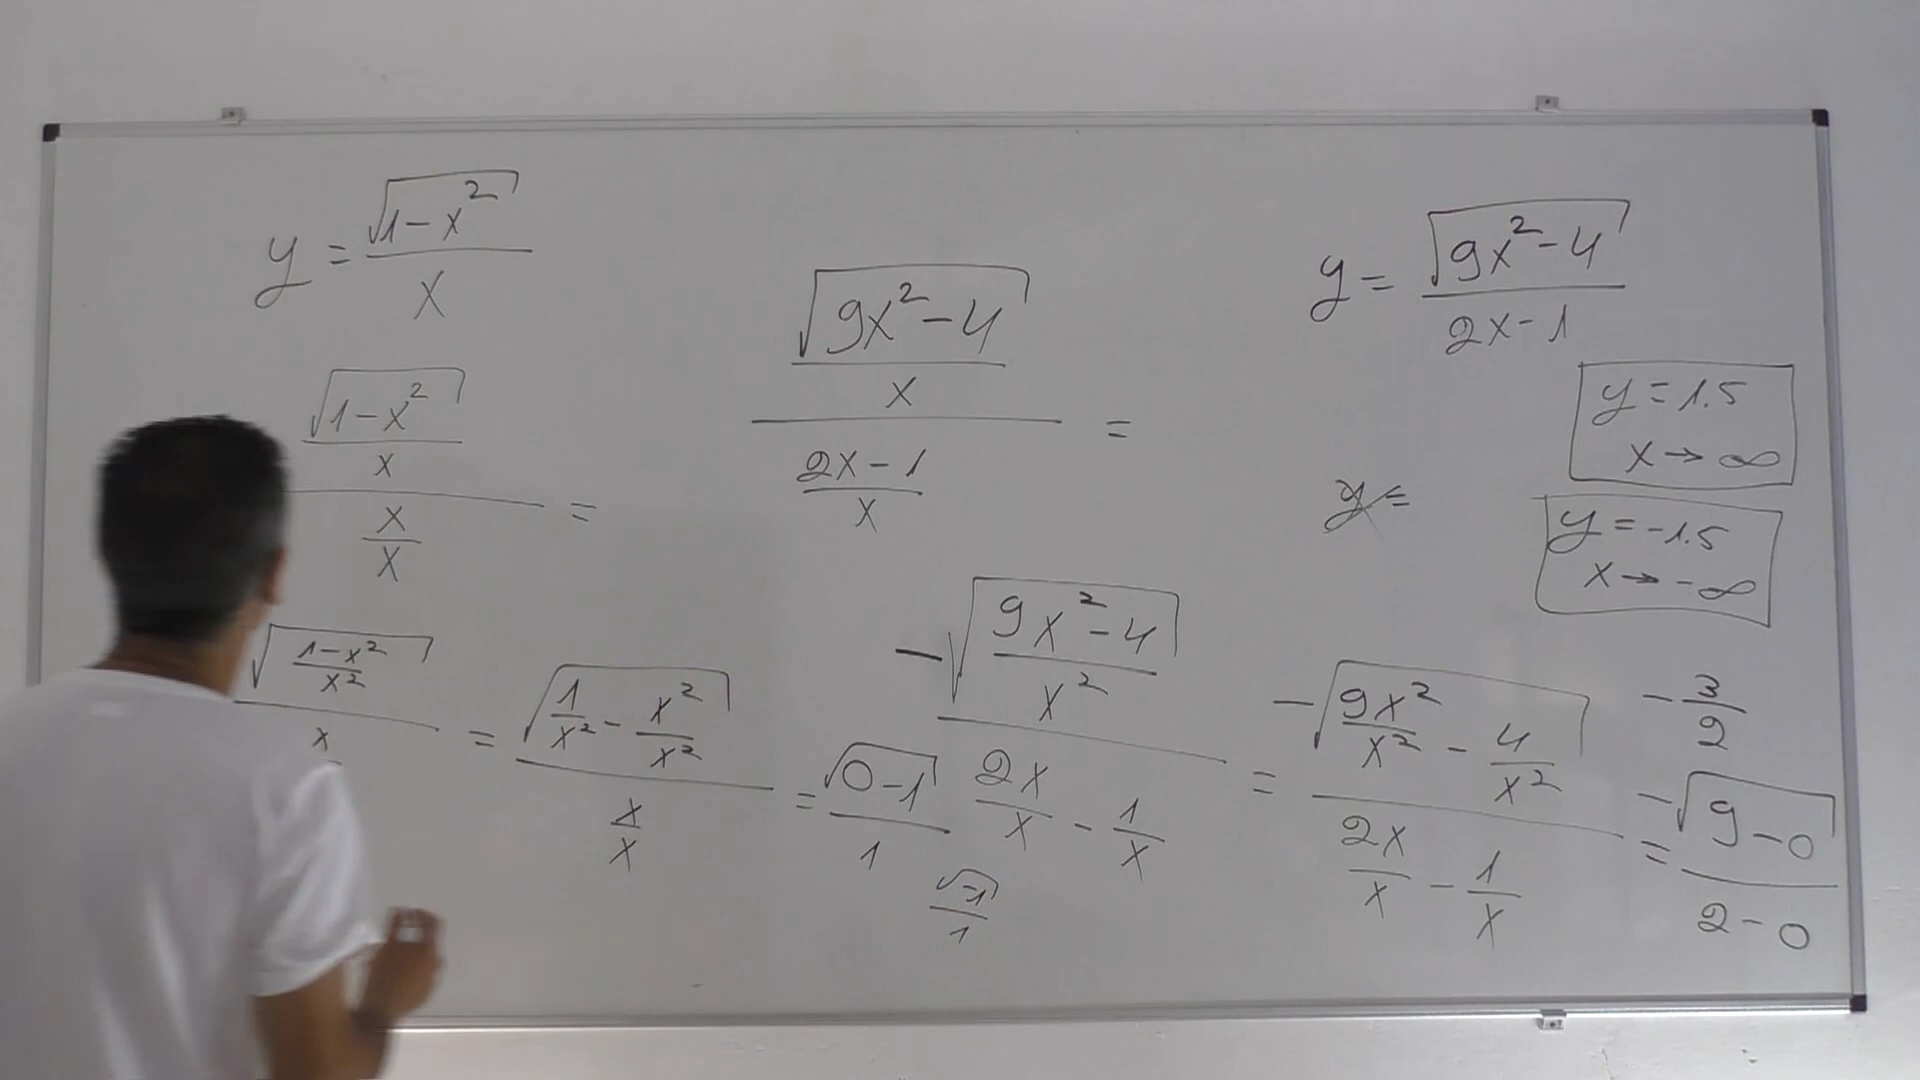 y = √(1-x²) / x
√(1-x²) / x / x/x =
√((1-x²)/x²) / x = √(1/x² - x²/x²) / x/x = √(0-1) / 1
√-1 / 1
√(9x²-4) / x / (2x-1)/x =
-√((9x²-4)/x²) / 2x/x - 1/x = -√(9x²/x² - 4/x²) / 2x/x - 1/x = -√(9-0) / 2-0
-3/2
y = √(9x²-4) / 2x-1
y = 1.5
x → ∞
y =
y = -1.5
x → -∞